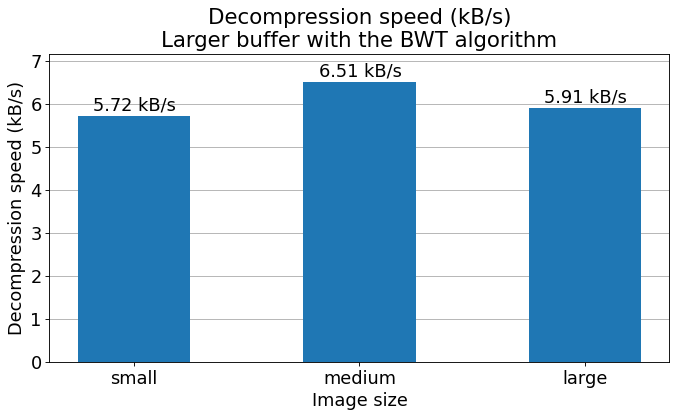 Decompression speed (kB/s)
Larger buffer with the BWT algorithm
Decompression speed (kB/s)
7
6
5
4
3
2
1
0
5.72 kB/s
6.51 kB/s
5.91 kB/s
small
medium
large
Image size